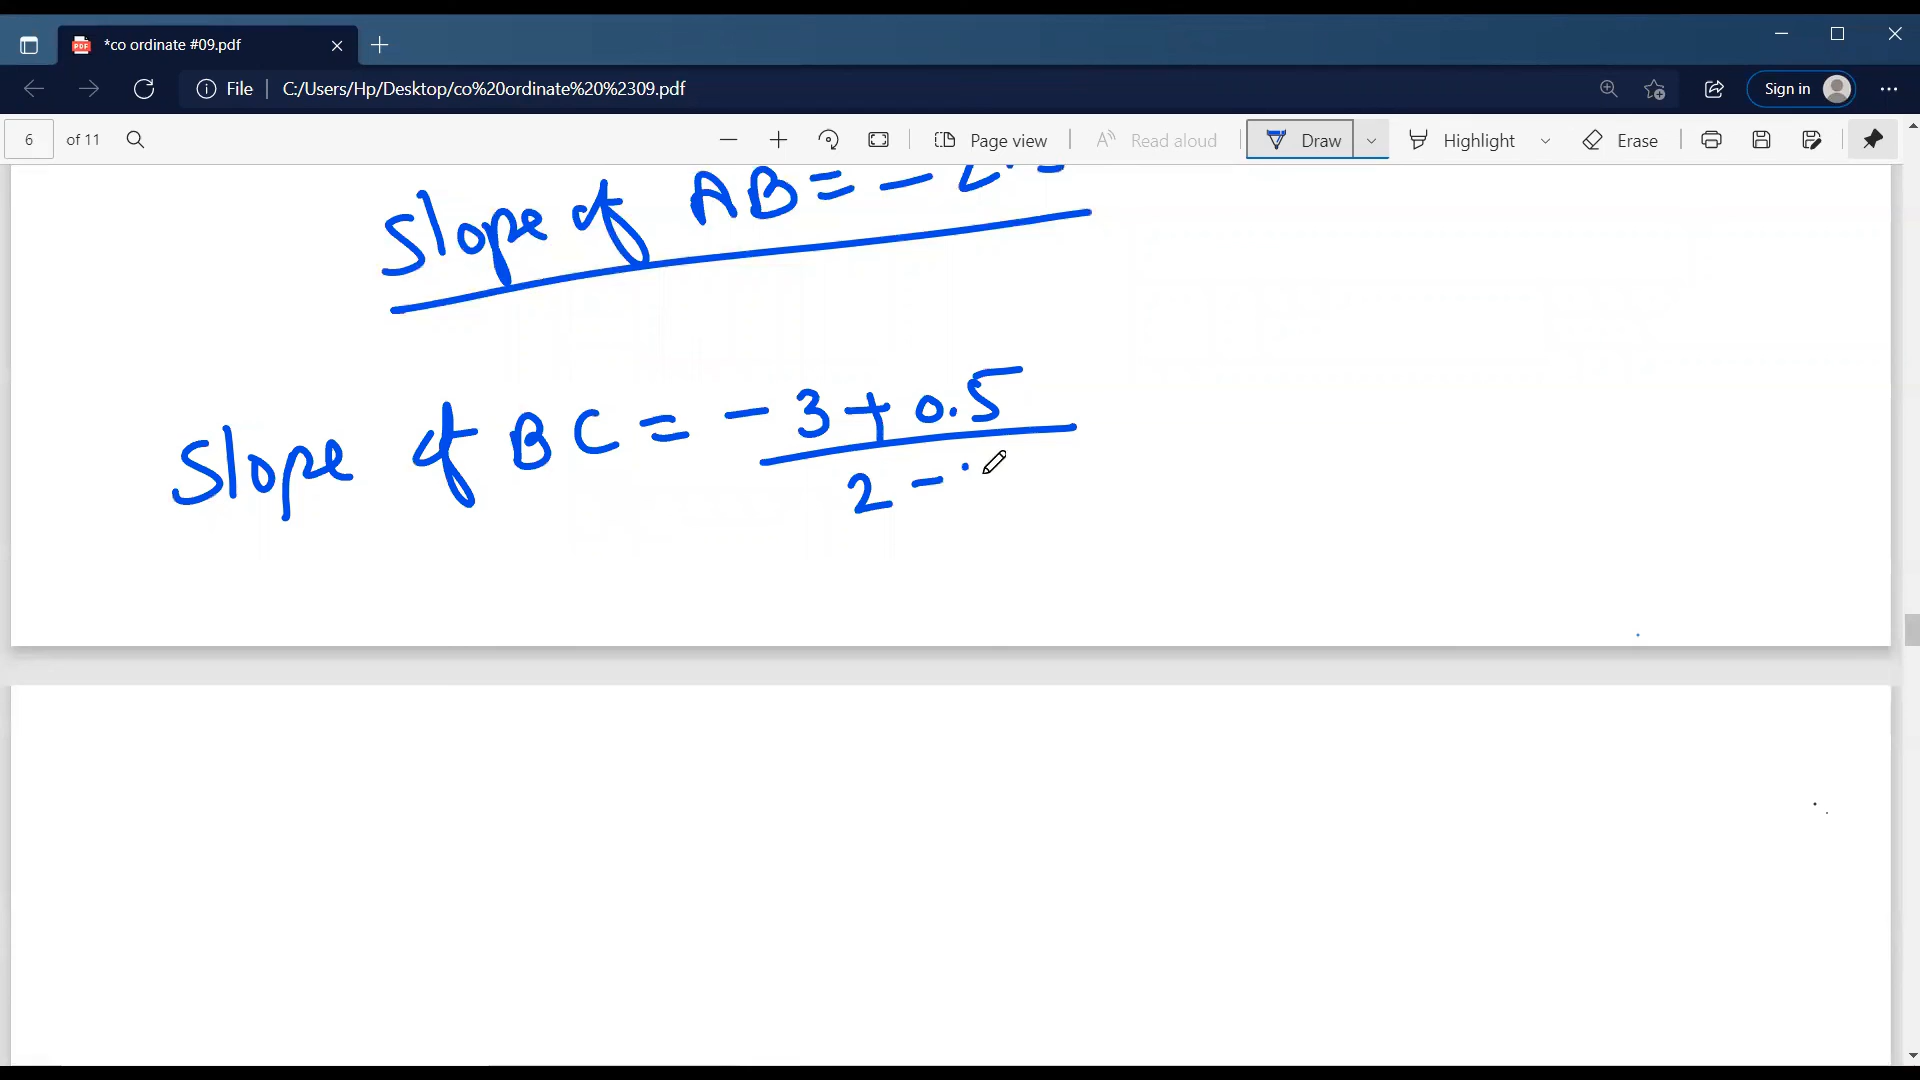 *co ordinate #09.pdf
File C:/Users/Hp/Desktop/co%20ordinate%20%2309.pdf Sign in
6 of 11 Page view Read aloud Draw Highlight Erase
Slope of AB = - 2.
Slope of BC = - 3 + 0.5
2 -